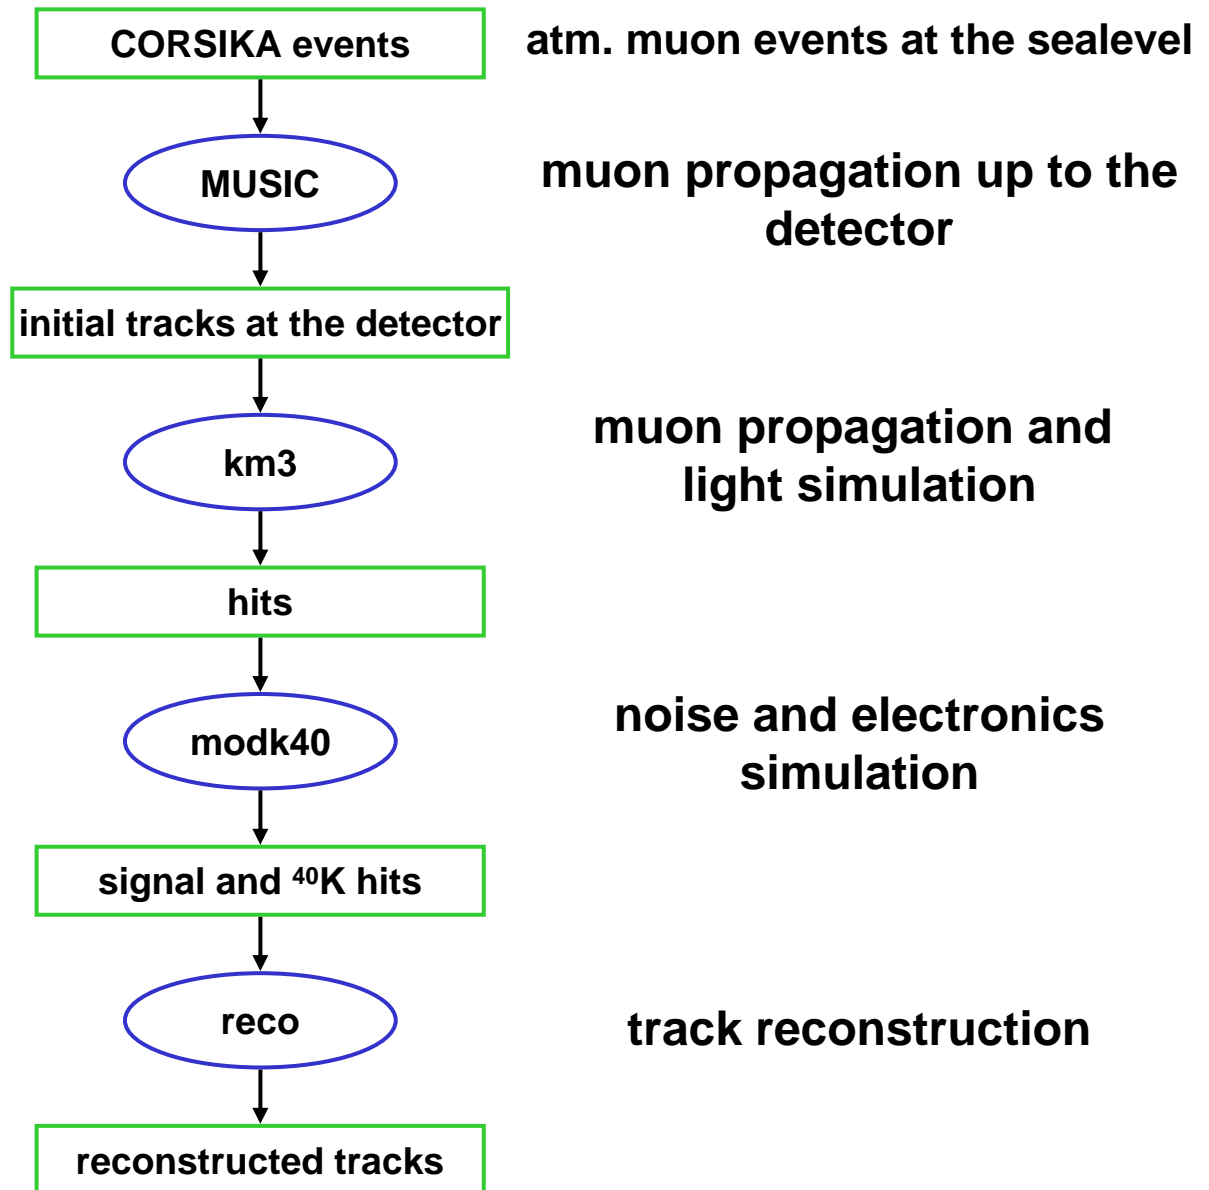 CORSIKA events
atm. muon events at the sealevel
MUSIC
muon propagation up to the
detector
initial tracks at the detector
km3
muon propagation and
light simulation
hits
modk40
noise and electronics
simulation
signal and ⁴⁰K hits
reco
track reconstruction
reconstructed tracks